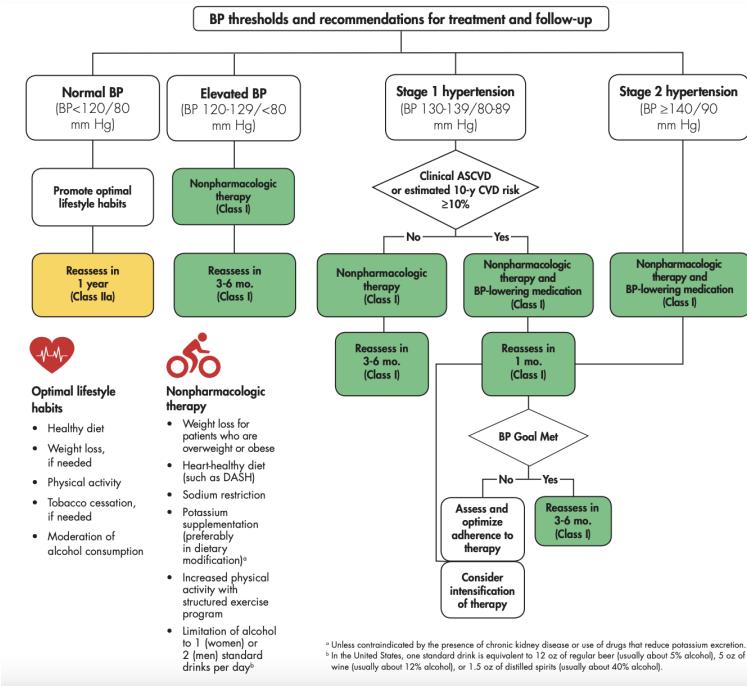 BP thresholds and recommendations for treatment and follow-up
Normal BP
(BP<120/80
mm Hg)
Elevated BP
(BP 120-129/<80
mm Hg)
Stage 1 hypertension
(BP 130-139/80-89
mm Hg)
Stage 2 hypertension
(BP ≥140/90
mm Hg)
Promote optimal
lifestyle habits
Nonpharmacologic
therapy
(Class I)
Clinical ASCVD
or estimated 10-y CVD risk
≥10%
No
Yes
Reassess in
1 year
(Class IIa)
Reassess in
3-6 mo.
(Class I)
Nonpharmacologic
therapy
(Class I)
Nonpharmacologic
therapy and
BP-lowering medication
(Class I)
Nonpharmacologic
therapy and
BP-lowering medication
(Class I)
Reassess in
3-6 mo.
(Class I)
Reassess in
1 mo.
(Class I)
BP Goal Met
No
Yes
Assess and
optimize
adherence to
therapy
Reassess in
3-6 mo.
(Class I)
Consider
intensification
of therapy
Optimal lifestyle
habits
• Healthy diet
• Weight loss,
if needed
• Physical activity
• Tobacco cessation,
if needed
• Moderation of
alcohol consumption
Nonpharmacologic
therapy
• Weight loss for
patients who are
overweight or obese
• Heart-healthy diet
(such as DASH)
• Sodium restriction
• Potassium
supplementation
(preferably
in dietary
modification)ᵃ
• Increased physical
activity with
structured exercise
program
• Limitation of alcohol
to 1 (women) or
2 (men) standard
drinks per dayᵇ
ᵃ Unless contraindicated by the presence of chronic kidney disease or use of drugs that reduce potassium excretion.
ᵇ In the United States, one standard drink is equivalent to 12 oz of regular beer (usually about 5% alcohol), 5 oz of
wine (usually about 12% alcohol), or 1.5 oz of distilled spirits (usually about 40% alcohol).